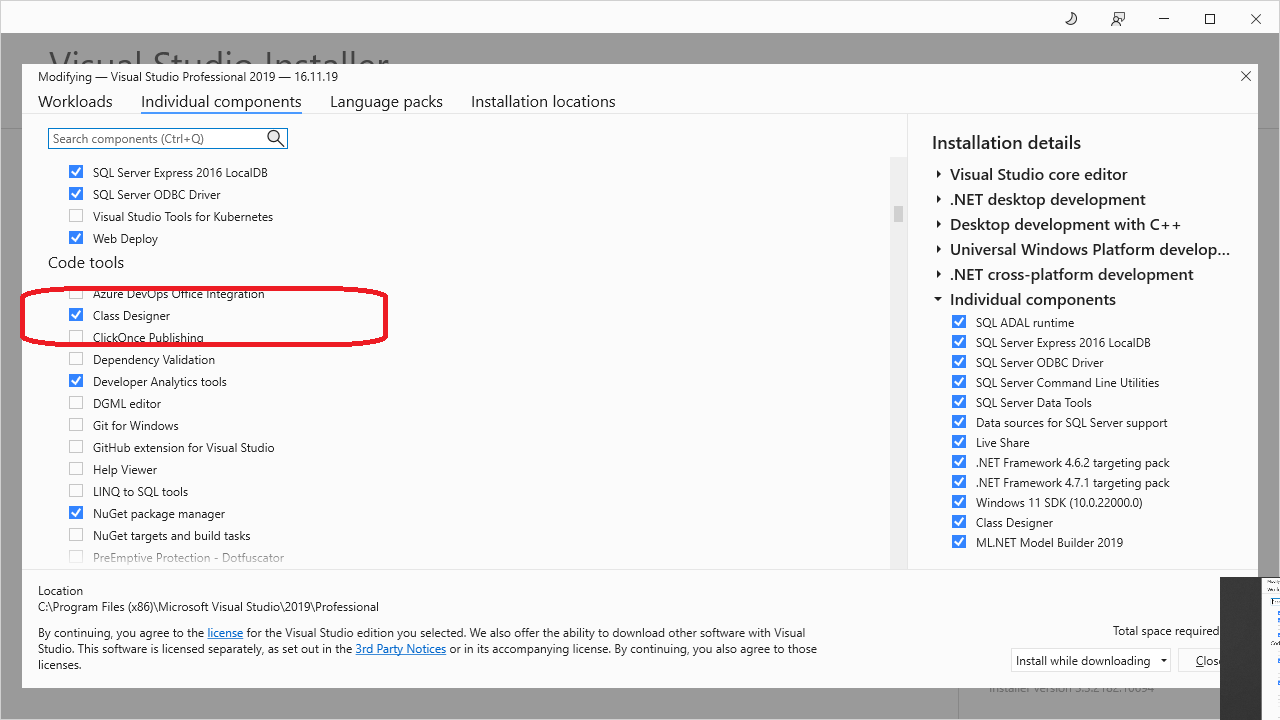 Visual Studio Installer
Modifying — Visual Studio Professional 2019 — 16.11.19
Workloads Individual components Language packs Installation locations
Search components (Ctrl+Q)
SQL Server Express 2016 LocalDB
SQL Server ODBC Driver
Visual Studio Tools for Kubernetes
Web Deploy
Code tools
Azure DevOps Office Integration
Class Designer
ClickOnce Publishing
Dependency Validation
Developer Analytics tools
DGML editor
Git for Windows
GitHub extension for Visual Studio
Help Viewer
LINQ to SQL tools
NuGet package manager
NuGet targets and build tasks
PreEmptive Protection - Dotfuscator
Installation details
Visual Studio core editor
.NET desktop development
Desktop development with C++
Universal Windows Platform develop...
.NET cross-platform development
Individual components
SQL ADAL runtime
SQL Server Express 2016 LocalDB
SQL Server ODBC Driver
SQL Server Command Line Utilities
SQL Server Data Tools
Data sources for SQL Server support
Live Share
.NET Framework 4.6.2 targeting pack
.NET Framework 4.7.1 targeting pack
Windows 11 SDK (10.0.22000.0)
Class Designer
ML.NET Model Builder 2019
Location
C:\Program Files (x86)\Microsoft Visual Studio\2019\Professional
By continuing, you agree to the license for the Visual Studio edition you selected. We also offer the ability to download other software with Visual
Studio. This software is licensed separately, as set out in the 3rd Party Notices or in its accompanying license. By continuing, you also agree to those
licenses.
Total space required
Install while downloading
Close
Installer version